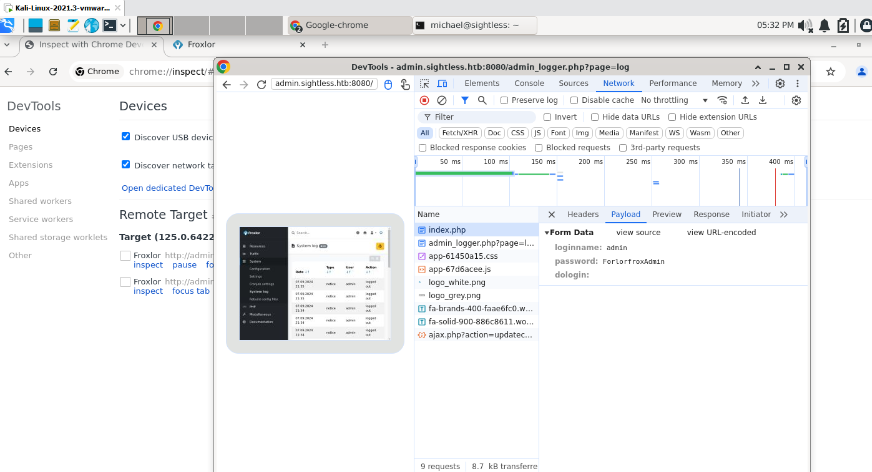 Kali-Linux-2021.3-vmwar...
Google-chrome
michael@sightless: ~
05:32 PM
Inspect with Chrome Dev
Froxlor
Chrome
chrome://inspect/#
DevTools
Devices
Pages
Extensions
Apps
Shared workers
Service workers
Shared storage worklets
Other
Devices
Discover USB devic
Discover network ta
Open dedicated DevTo
Remote Target
Target (125.0.6422
Froxlor http://admi
inspect pause fo
Froxlor http://admi
inspect focus tab
DevTools - admin.sightless.htb:8080/admin_logger.php?page=log
admin.sightless.htb:8080/
Elements
Console
Sources
Network
Performance
Memory
Preserve log
Disable cache
No throttling
Filter
Invert
Hide data URLs
Hide extension URLs
All
Fetch/XHR
Doc
CSS
JS
Font
Img
Media
Manifest
WS
Wasm
Other
Blocked response cookies
Blocked requests
3rd-party requests
50 ms
100 ms
150 ms
200 ms
250 ms
300 ms
350 ms
400 ms
Name
index.php
admin_logger.php?page=l...
app-61450a15.css
app-67d6acee.js
logo_white.png
logo_grey.png
fa-brands-400-faae6fc0.w...
fa-solid-900-886c8611.wo...
ajax.php?action=updatec...
9 requests
8.7 kB transferre
Headers
Payload
Preview
Response
Initiator
Form Data
view source
view URL-encoded
loginname: admin
password: ForlorfroxAdmin
dologin:
Froxlor
System
System log